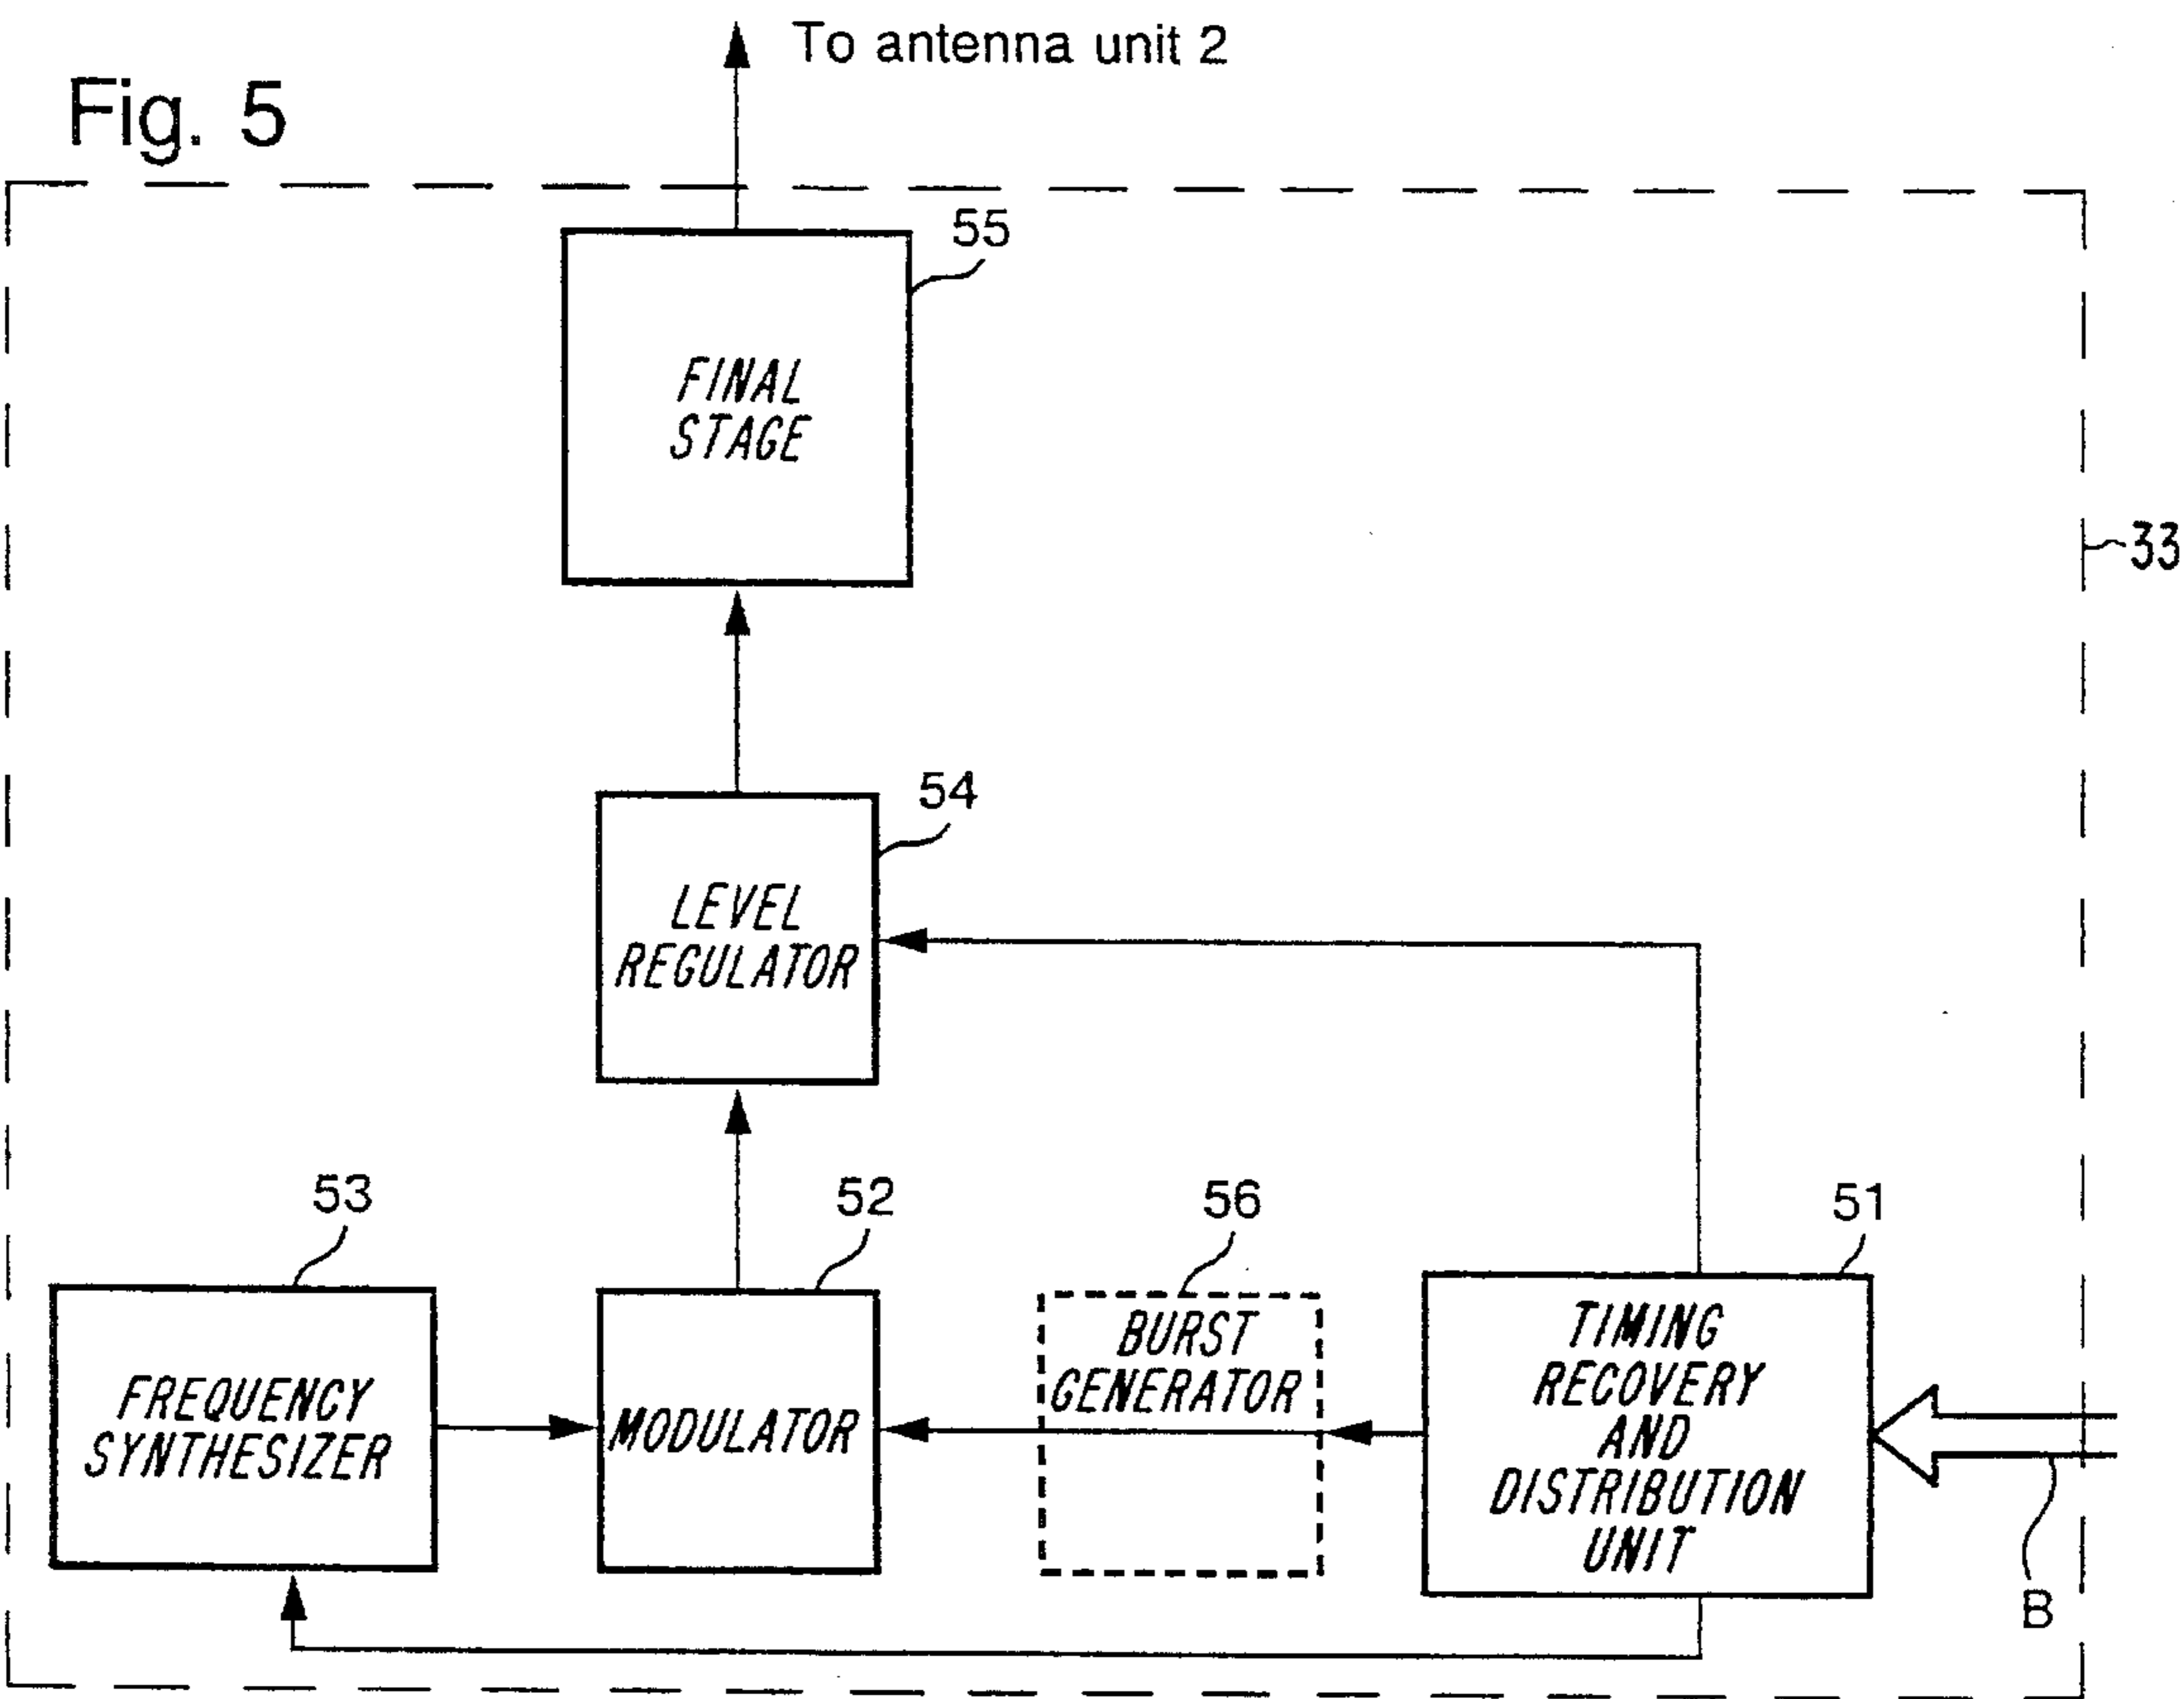 To antenna unit 2
Fig. 5
55
FINAL
STAGE
33
54
LEVEL
REGULATOR
53
52
56
51
FREQUENCY
SYNTHESIZER
MODULATOR
BURST
GENERATOR
TIMING
RECOVERY
AND
DISTRIBUTION
UNIT
B